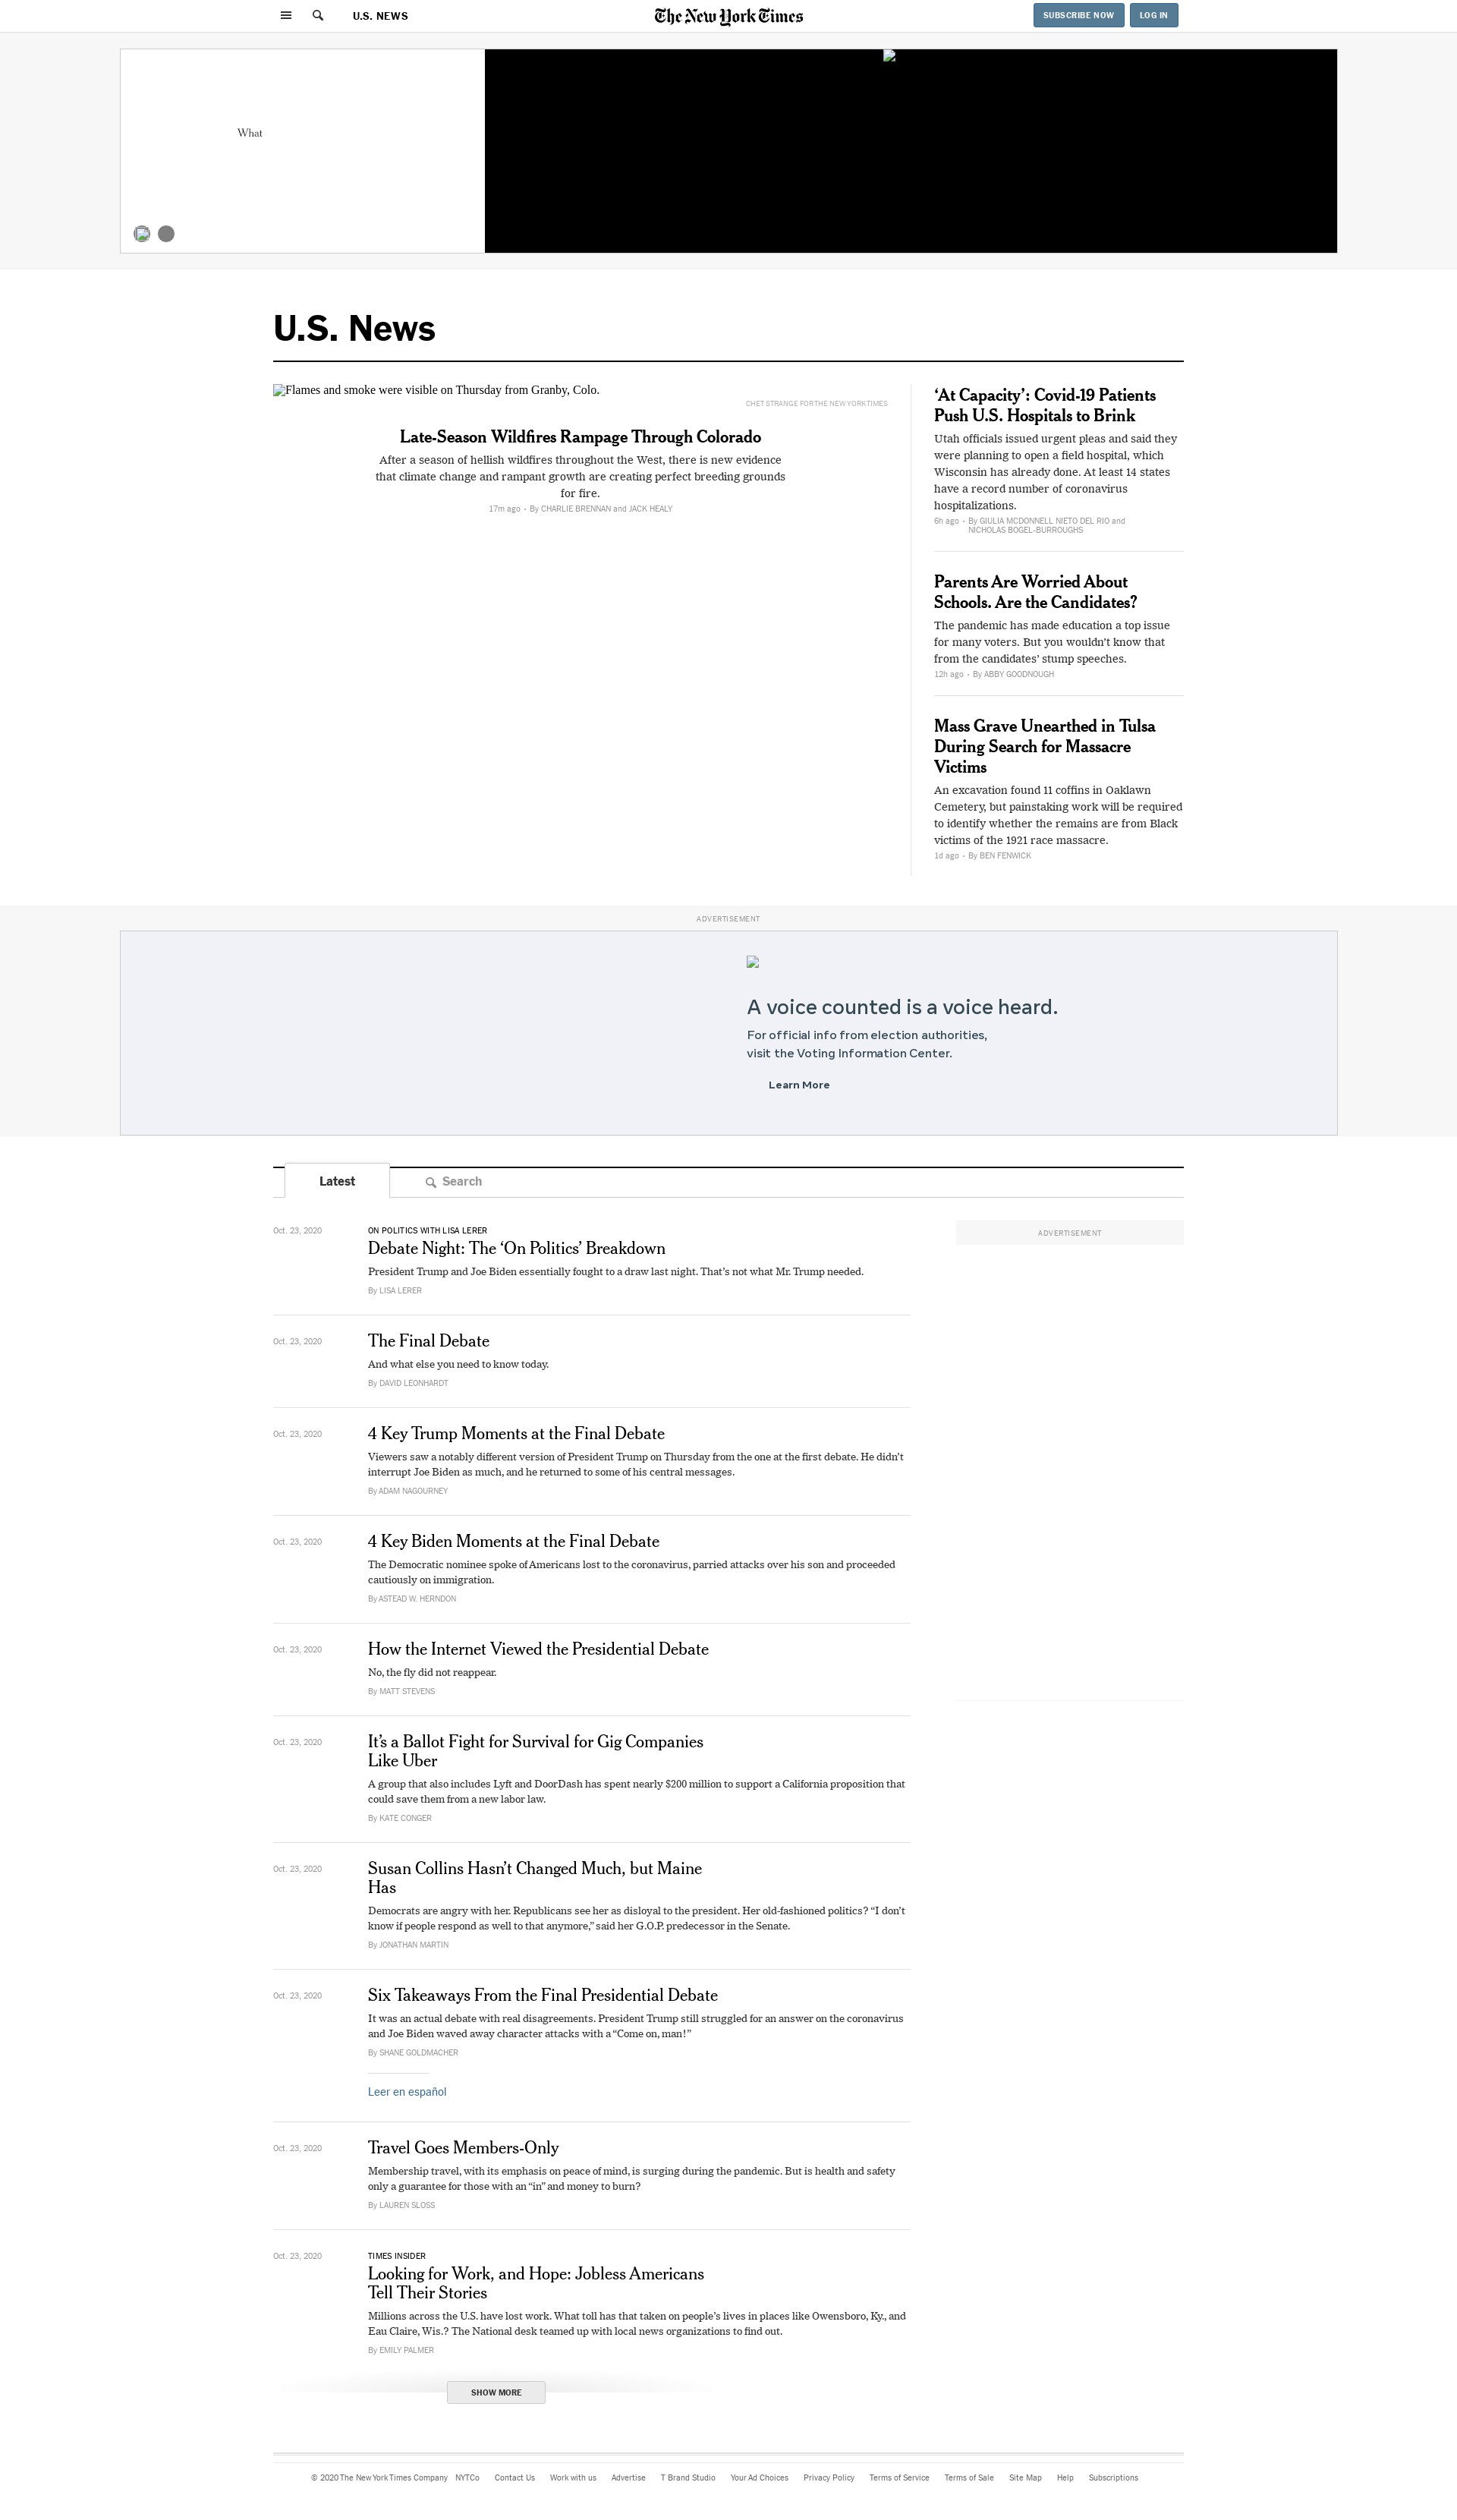 U.S. NEWS
The New York Times
SUBSCRIBE NOW
LOG IN
What
U.S. News
Flames and smoke were visible on Thursday from Granby, Colo.
CHET STRANGE FOR THE NEW YORK TIMES
Late-Season Wildfires Rampage Through Colorado
After a season of hellish wildfires throughout the West, there is new evidence
that climate change and rampant growth are creating perfect breeding grounds
for fire.
17m ago • By CHARLIE BRENNAN and JACK HEALY
‘At Capacity’: Covid-19 Patients
Push U.S. Hospitals to Brink
Utah officials issued urgent pleas and said they
were planning to open a field hospital, which
Wisconsin has already done. At least 14 states
have a record number of coronavirus
hospitalizations.
6h ago • By GIULIA MCDONNELL NIETO DEL RIO and
NICHOLAS BOGEL-BURROUGHS
Parents Are Worried About
Schools. Are the Candidates?
The pandemic has made education a top issue
for many voters. But you wouldn’t know that
from the candidates’ stump speeches.
12h ago • By ABBY GOODNOUGH
Mass Grave Unearthed in Tulsa
During Search for Massacre
Victims
An excavation found 11 coffins in Oaklawn
Cemetery, but painstaking work will be required
to identify whether the remains are from Black
victims of the 1921 race massacre.
1d ago • By BEN FENWICK
ADVERTISEMENT
A voice counted is a voice heard.
For official info from election authorities,
visit the Voting Information Center.
Learn More
Latest
Search
ADVERTISEMENT
Oct. 23, 2020
ON POLITICS WITH LISA LERER
Debate Night: The ‘On Politics’ Breakdown
President Trump and Joe Biden essentially fought to a draw last night. That’s not what Mr. Trump needed.
By LISA LERER
Oct. 23, 2020
The Final Debate
And what else you need to know today.
By DAVID LEONHARDT
Oct. 23, 2020
4 Key Trump Moments at the Final Debate
Viewers saw a notably different version of President Trump on Thursday from the one at the first debate. He didn’t
interrupt Joe Biden as much, and he returned to some of his central messages.
By ADAM NAGOURNEY
Oct. 23, 2020
4 Key Biden Moments at the Final Debate
The Democratic nominee spoke of Americans lost to the coronavirus, parried attacks over his son and proceeded
cautiously on immigration.
By ASTEAD W. HERNDON
Oct. 23, 2020
How the Internet Viewed the Presidential Debate
No, the fly did not reappear.
By MATT STEVENS
Oct. 23, 2020
It’s a Ballot Fight for Survival for Gig Companies
Like Uber
A group that also includes Lyft and DoorDash has spent nearly $200 million to support a California proposition that
could save them from a new labor law.
By KATE CONGER
Oct. 23, 2020
Susan Collins Hasn’t Changed Much, but Maine
Has
Democrats are angry with her. Republicans see her as disloyal to the president. Her old-fashioned politics? “I don’t
know if people respond as well to that anymore,” said her G.O.P. predecessor in the Senate.
By JONATHAN MARTIN
Oct. 23, 2020
Six Takeaways From the Final Presidential Debate
It was an actual debate with real disagreements. President Trump still struggled for an answer on the coronavirus
and Joe Biden waved away character attacks with a “Come on, man!”
By SHANE GOLDMACHER
Leer en español
Oct. 23, 2020
Travel Goes Members-Only
Membership travel, with its emphasis on peace of mind, is surging during the pandemic. But is health and safety
only a guarantee for those with an “in” and money to burn?
By LAUREN SLOSS
Oct. 23, 2020
TIMES INSIDER
Looking for Work, and Hope: Jobless Americans
Tell Their Stories
Millions across the U.S. have lost work. What toll has that taken on people’s lives in places like Owensboro, Ky., and
Eau Claire, Wis.? The National desk teamed up with local news organizations to find out.
By EMILY PALMER
SHOW MORE
© 2020 The New York Times Company NYTCo Contact Us Work with us Advertise T Brand Studio Your Ad Choices Privacy Policy Terms of Service Terms of Sale Site Map Help Subscriptions